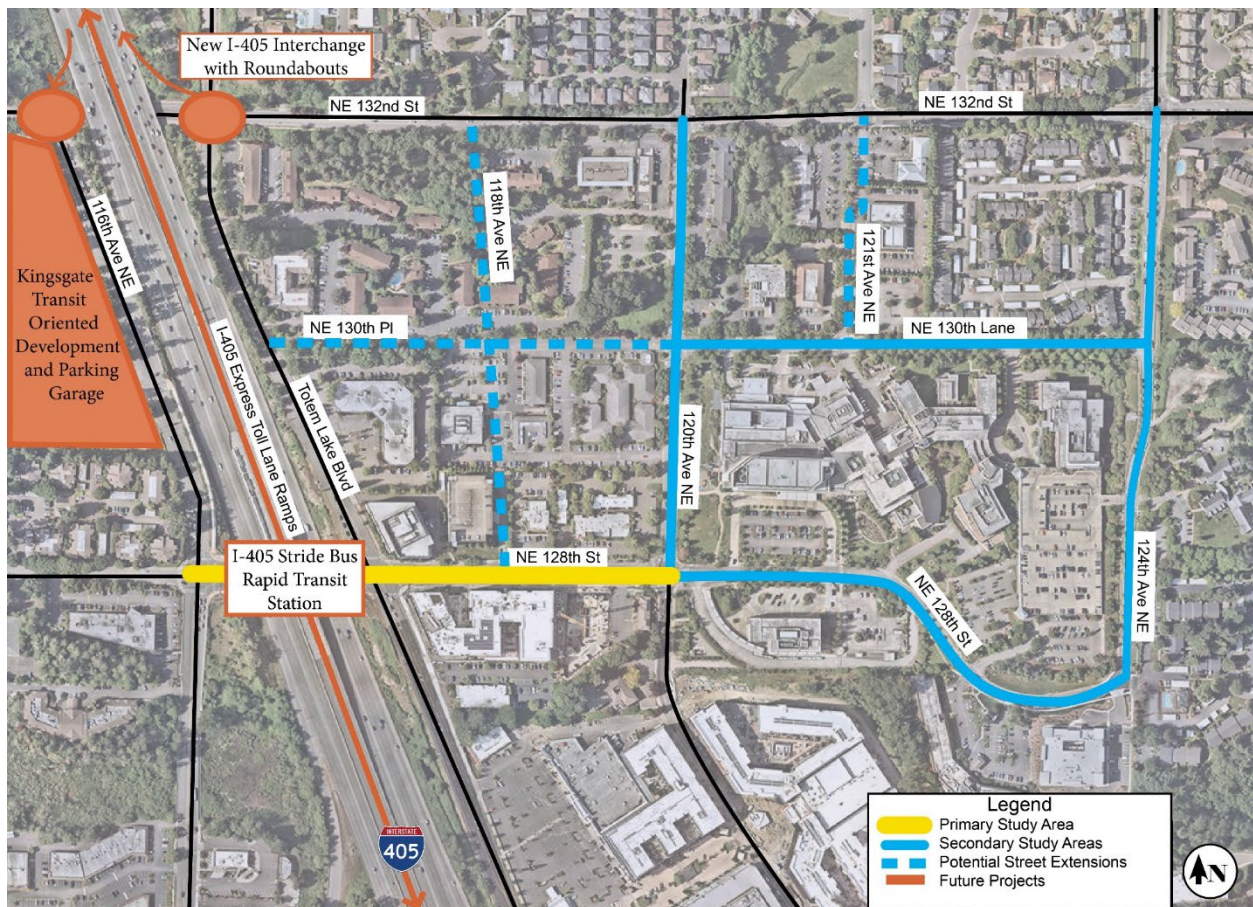 New I-405 Interchange
with Roundabouts
NE 132nd St
NE 132nd St
116th Ave NE
118th Ave NE
121st Ave NE
Kingsgate
Transit
Oriented
Development
and Parking
Garage
I-405 Express Toll Lane Ramps
Totem Lake Blvd
NE 130th Pl
NE 130th Lane
120th Ave NE
124th Ave NE
I-405 Stride Bus
Rapid Transit
Station
NE 128th St
NE 128th St
INTERSTATE
405
Legend
Primary Study Area
Secondary Study Areas
Potential Street Extensions
Future Projects
N